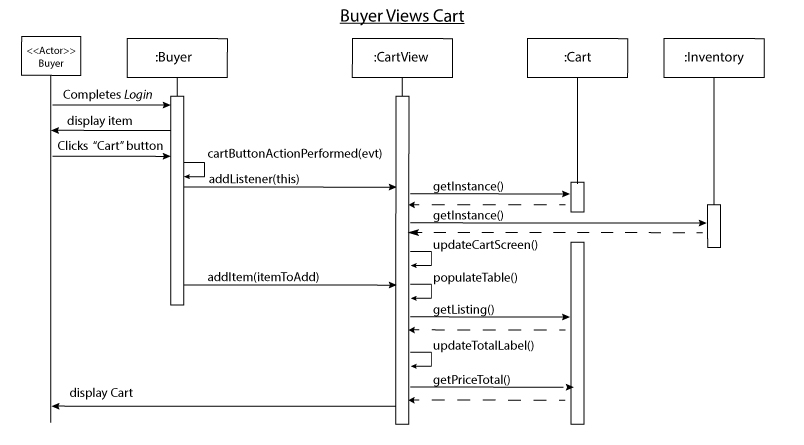 Buyer Views Cart
<<Actor>>
Buyer
:Buyer
:CartView
:Cart
:Inventory
Completes Login
display item
Clicks "Cart" button
cartButtonActionPerformed(evt)
addListener(this)
getInstance()
getInstance()
updateCartScreen()
addItem(itemToAdd)
populateTable()
getListing()
updateTotalLabel()
getPriceTotal()
display Cart